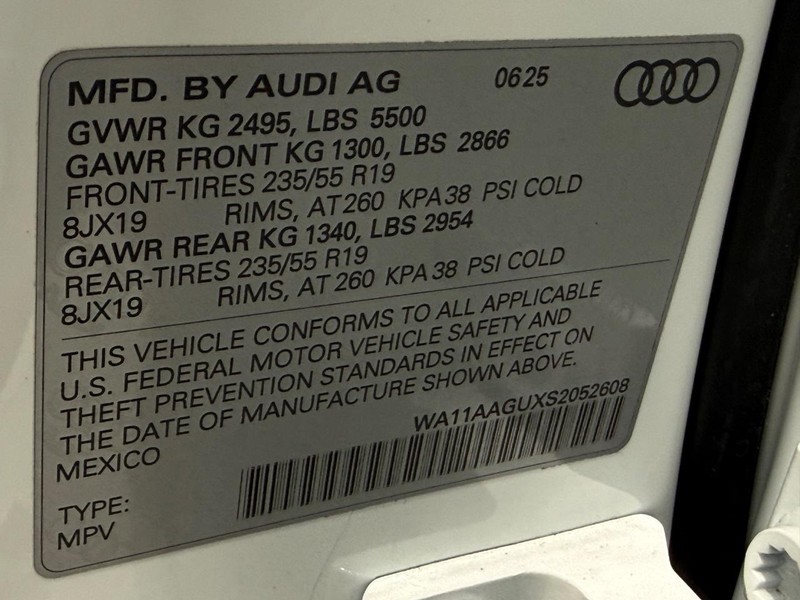 MFD. BY AUDI AG 0625
GVWR KG 2495, LBS 5500
GAWR FRONT KG 1300, LBS 2866
FRONT-TIRES 235/55 R19
8JX19 RIMS, AT 260 KPA 38 PSI COLD
GAWR REAR KG 1340, LBS 2954
REAR-TIRES 235/55 R19
8JX19 RIMS, AT 260 KPA 38 PSI COLD
THIS VEHICLE CONFORMS TO ALL APPLICABLE
U.S. FEDERAL MOTOR VEHICLE SAFETY AND
THEFT PREVENTION STANDARDS IN EFFECT ON
THE DATE OF MANUFACTURE SHOWN ABOVE.
MEXICO WA11AAGUXS2052608
TYPE:
MPV